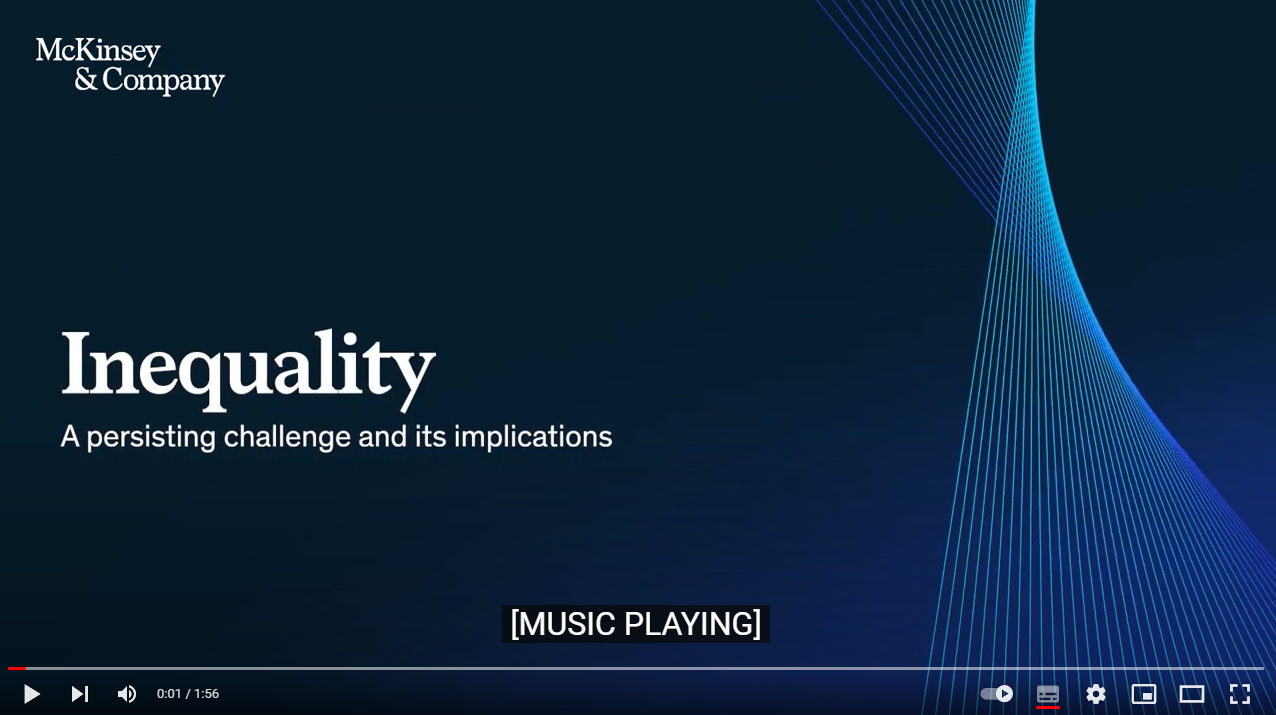 McKinsey
& Company
Inequality
A persisting challenge and its implications
[MUSIC PLAYING]
0:01 / 1:56